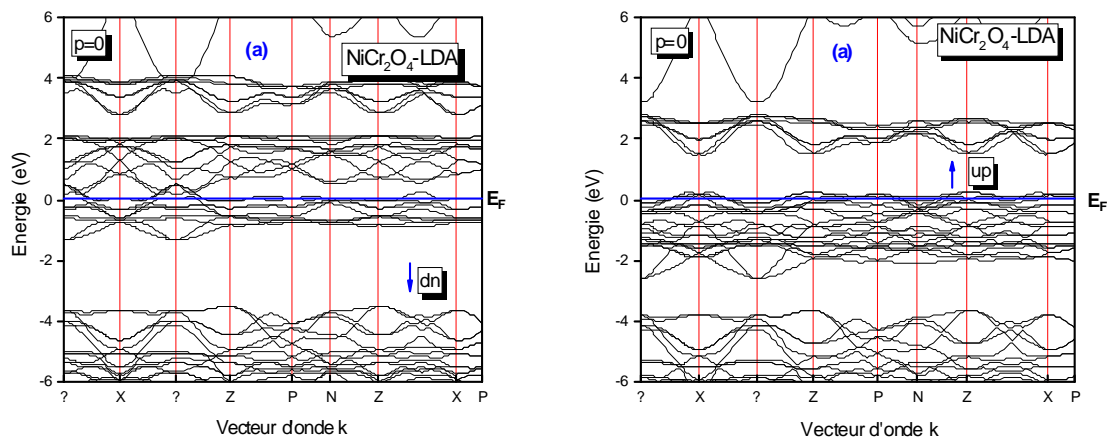 6
4
2
0
-2
-4
-6
Energie (eV)
p=0
(a)
NiCr2O4-LDA
EF
dn
? X ? Z P N Z X P
Vecteur donde k
6
4
2
0
-2
-4
-6
Energie (eV)
p=0
(a)
NiCr2O4-LDA
up
EF
? X ? Z P N Z X P
Vecteur d'onde k